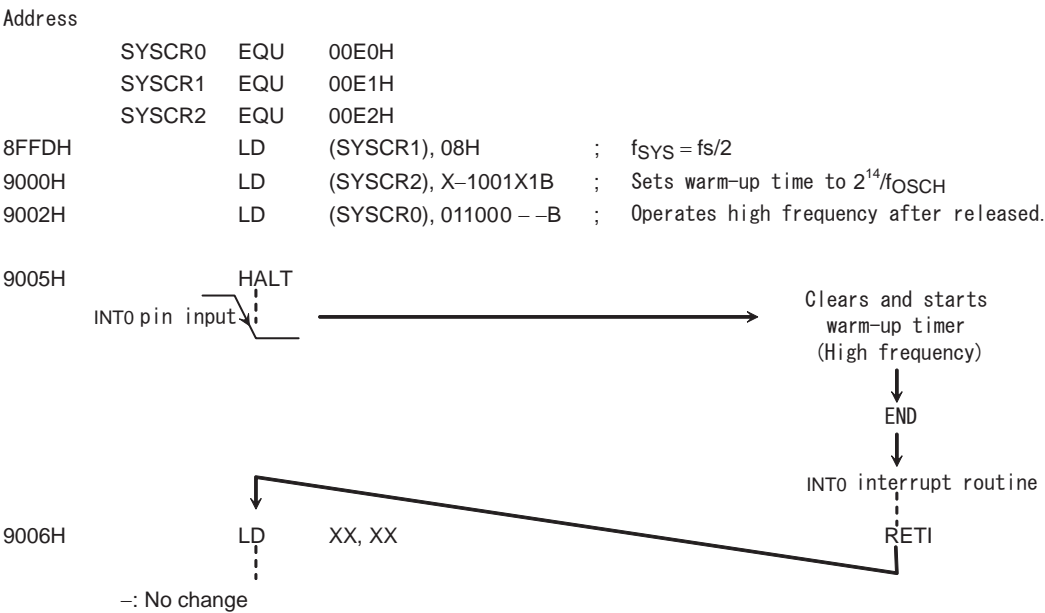 Address
SYSCR0 EQU 00E0H
SYSCR1 EQU 00E1H
SYSCR2 EQU 00E2H
8FFDH LD (SYSCR1), 08H ; fSYS = fs/2
9000H LD (SYSCR2), X−1001X1B ; Sets warm-up time to 2^14/fOSCH
9002H LD (SYSCR0), 011000 − −B ; Operates high frequency after released.
9005H HALT
INT0 pin input
Clears and starts
warm-up timer
(High frequency)
END
INT0 interrupt routine
9006H LD XX, XX RETI
−: No change